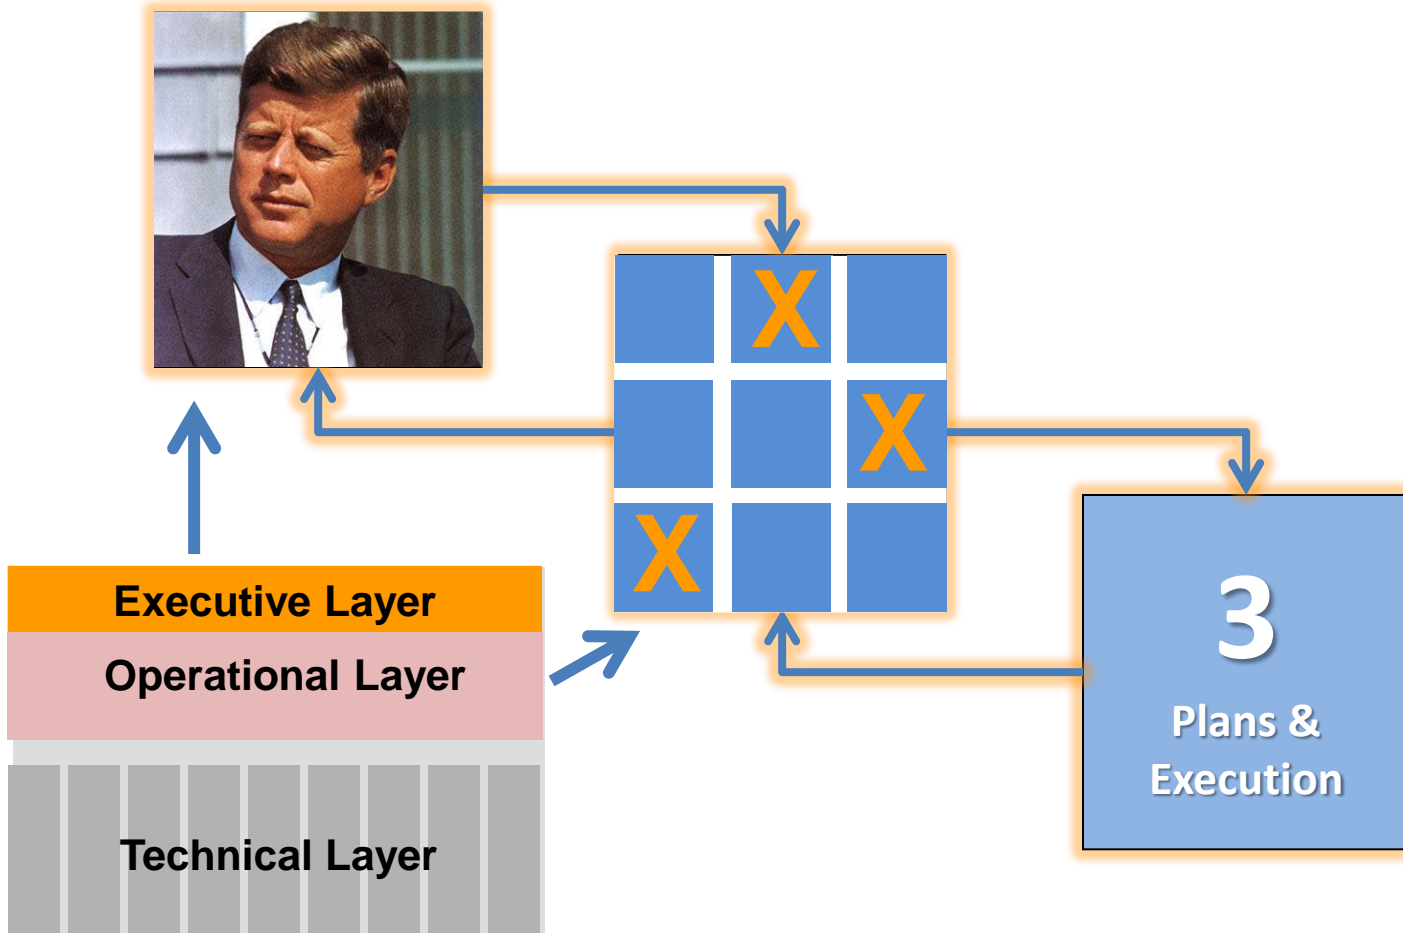 X
X
X
Executive Layer
Operational Layer
Technical Layer
3
Plans &
Execution